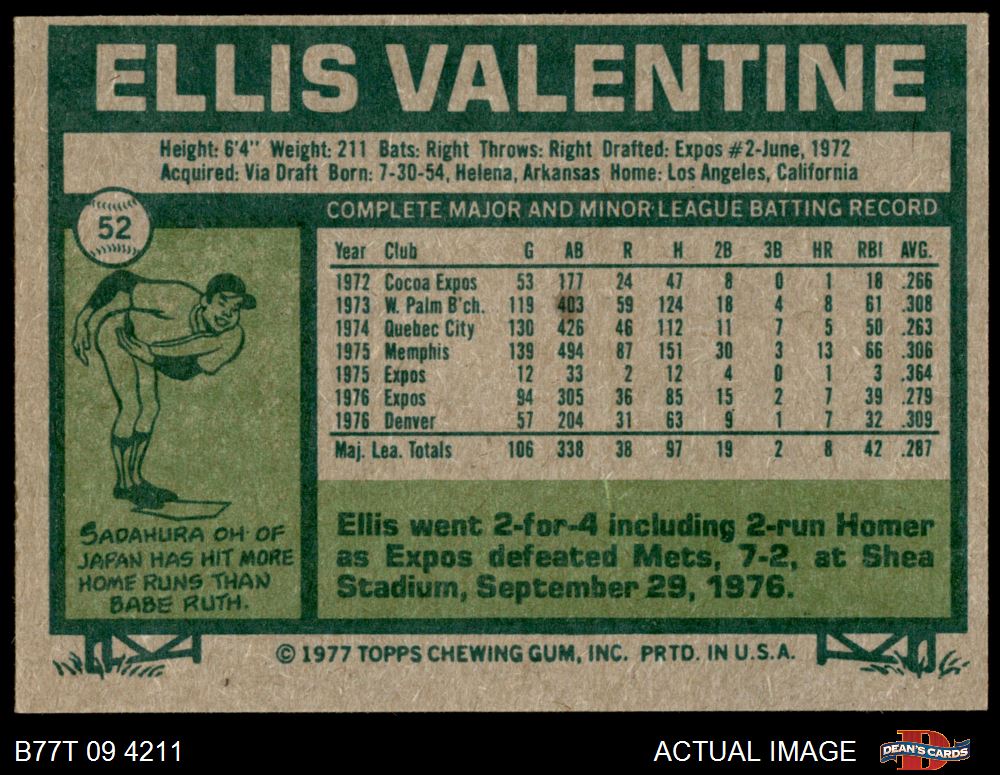 ELLIS VALENTINE
Height: 6'4" Weight: 211 Bats: Right Throws: Right Drafted: Expos #2-June, 1972
Acquired: Via Draft Born: 7-30-54, Helena, Arkansas Home: Los Angeles, California
52
COMPLETE MAJOR AND MINOR LEAGUE BATTING RECORD
Year Club G AB R H 2B 3B HR RBI AVG.
1972 Cocoa Expos 53 177 24 47 8 0 1 18 .266
1973 W. Palm B'ch. 119 403 59 124 18 4 8 61 .308
1974 Quebec City 130 426 46 112 11 7 5 50 .263
1975 Memphis 139 494 87 151 30 3 13 66 .306
1975 Expos 12 33 2 12 4 0 1 3 .364
1976 Expos 94 305 36 85 15 2 7 39 .279
1976 Denver 57 204 31 63 9 1 7 32 .309
Maj. Lea. Totals 106 338 38 97 19 2 8 42 .287
SADAHURA OH OF
JAPAN HAS HIT MORE
HOME RUNS THAN
BABE RUTH.
Ellis went 2-for-4 including 2-run Homer
as Expos defeated Mets, 7-2, at Shea
Stadium, September 29, 1976.
© 1977 TOPPS CHEWING GUM, INC. PRTD. IN U.S.A.
B77T 09 4211
ACTUAL IMAGE
D
DEAN'S CARDS